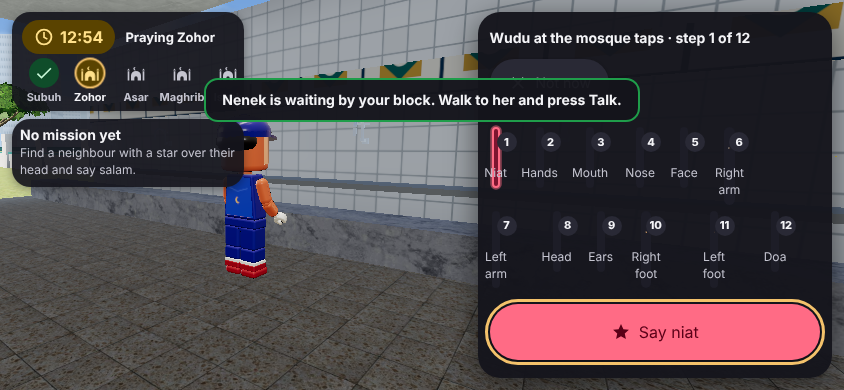 12:54 Praying Zohor
Subuh Zohor Asar Maghrib
Nenek is waiting by your block. Walk to her and press Talk.
No mission yet
Find a neighbour with a star over their
head and say salam.
Wudu at the mosque taps · step 1 of 12
1 2 3 4 5 6
Niat Hands Mouth Nose Face Right
arm
7 8 9 10 11 12
Left Head Ears Right Left Doa
arm foot foot
Say niat